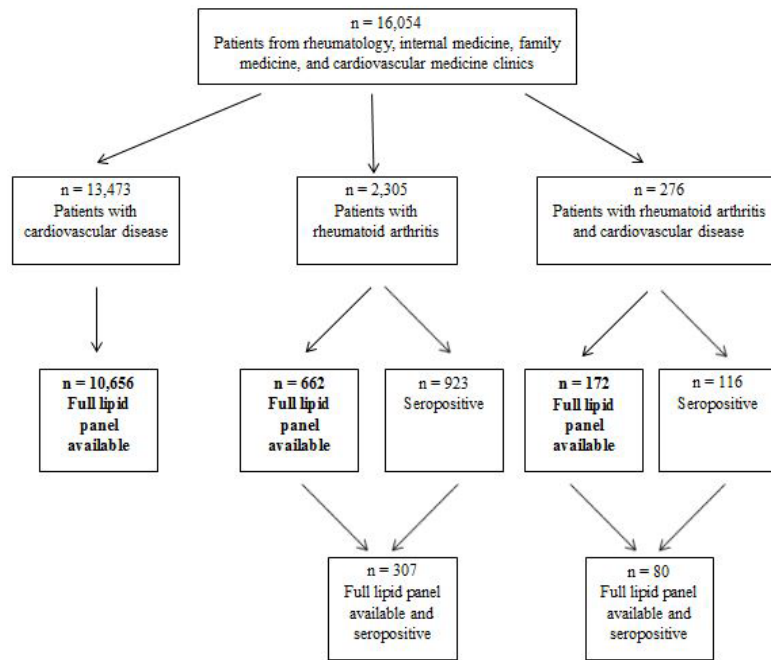 n = 16,054
Patients from rheumatology, internal medicine, family
medicine, and cardiovascular medicine clinics
n = 13,473
Patients with
cardiovascular disease
n = 2,305
Patients with
rheumatoid arthritis
n = 276
Patients with rheumatoid arthritis
and cardiovascular disease
n = 10,656
Full lipid
panel
available
n = 662
Full lipid
panel
available
n = 923
Seropositive
n = 172
Full lipid
panel
available
n = 116
Seropositive
n = 307
Full lipid panel
available and
seropositive
n = 80
Full lipid panel
available and
seropositive